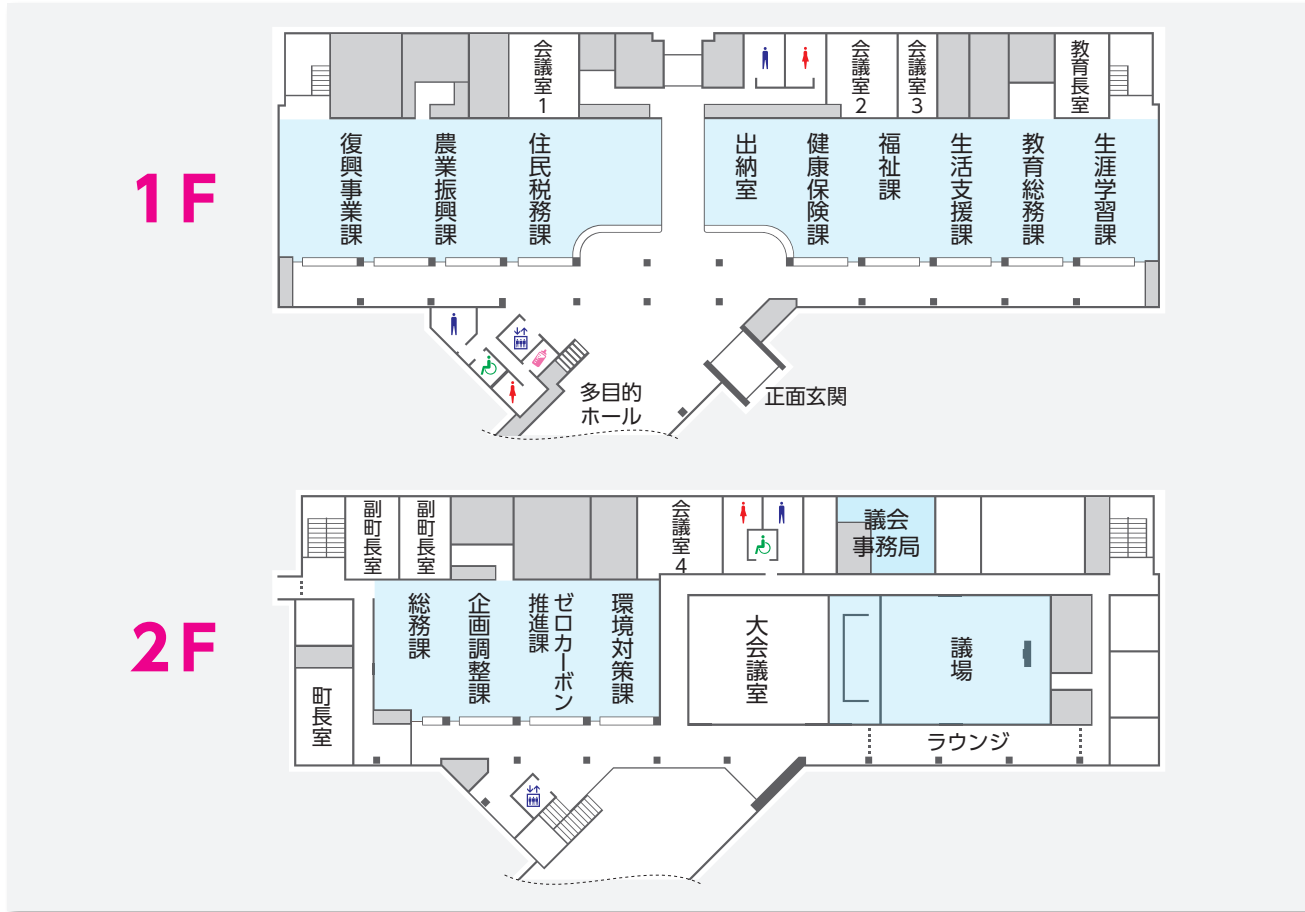 1F
会議室1
会議室2
会議室3
教育長室
復興事業課
農業振興課
住民税務課
出納室
健康保険課
福祉課
生活支援課
教育総務課
生涯学習課
多目的
ホール
正面玄関
2F
副町長室
副町長室
会議室4
議会
事務局
総務課
企画調整課
ゼロカーボン
推進課
環境対策課
大会議室
議場
町長室
ラウンジ